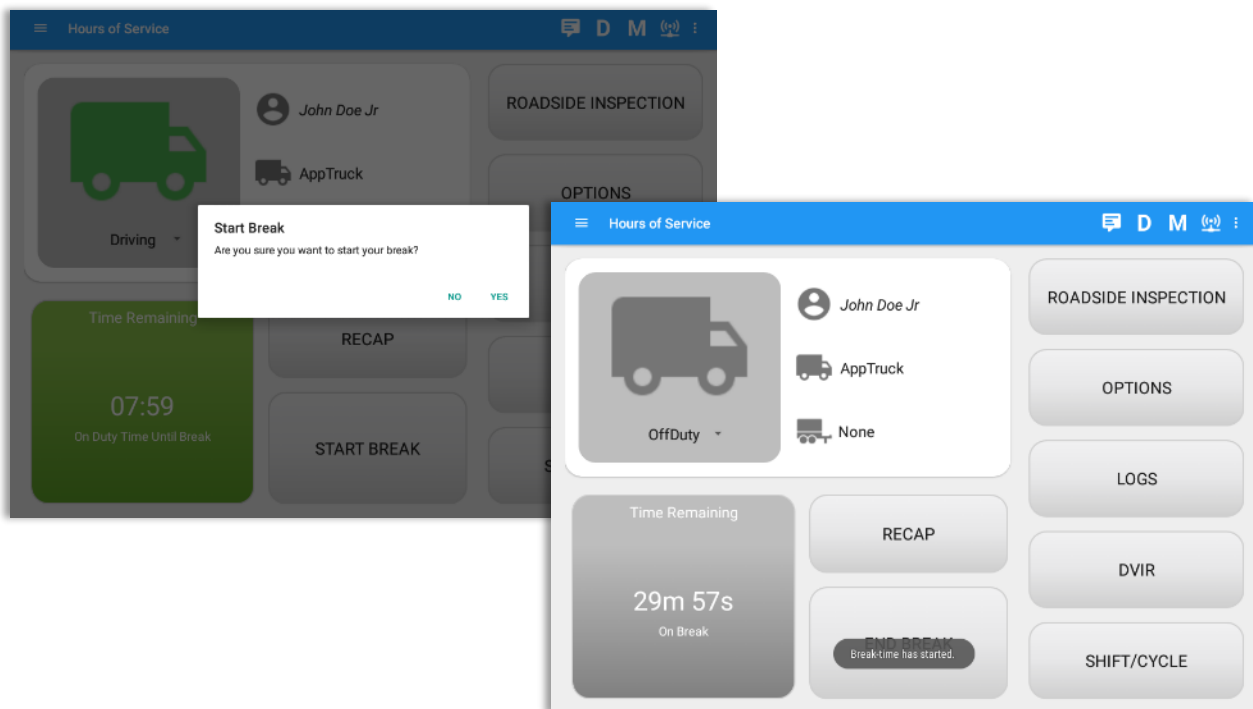 Hours of Service
D M
John Doe Jr
AppTruck
Driving
ROADSIDE INSPECTION
OPTIONS
Start Break
Are you sure you want to start your break?
NO YES
Time Remaining
07:59
On Duty Time Until Break
RECAP
START BREAK
S
Hours of Service
D M
John Doe Jr
AppTruck
None
OffDuty
ROADSIDE INSPECTION
OPTIONS
LOGS
DVIR
SHIFT/CYCLE
Time Remaining
29m 57s
On Break
RECAP
END BREAK
Break-time has started.